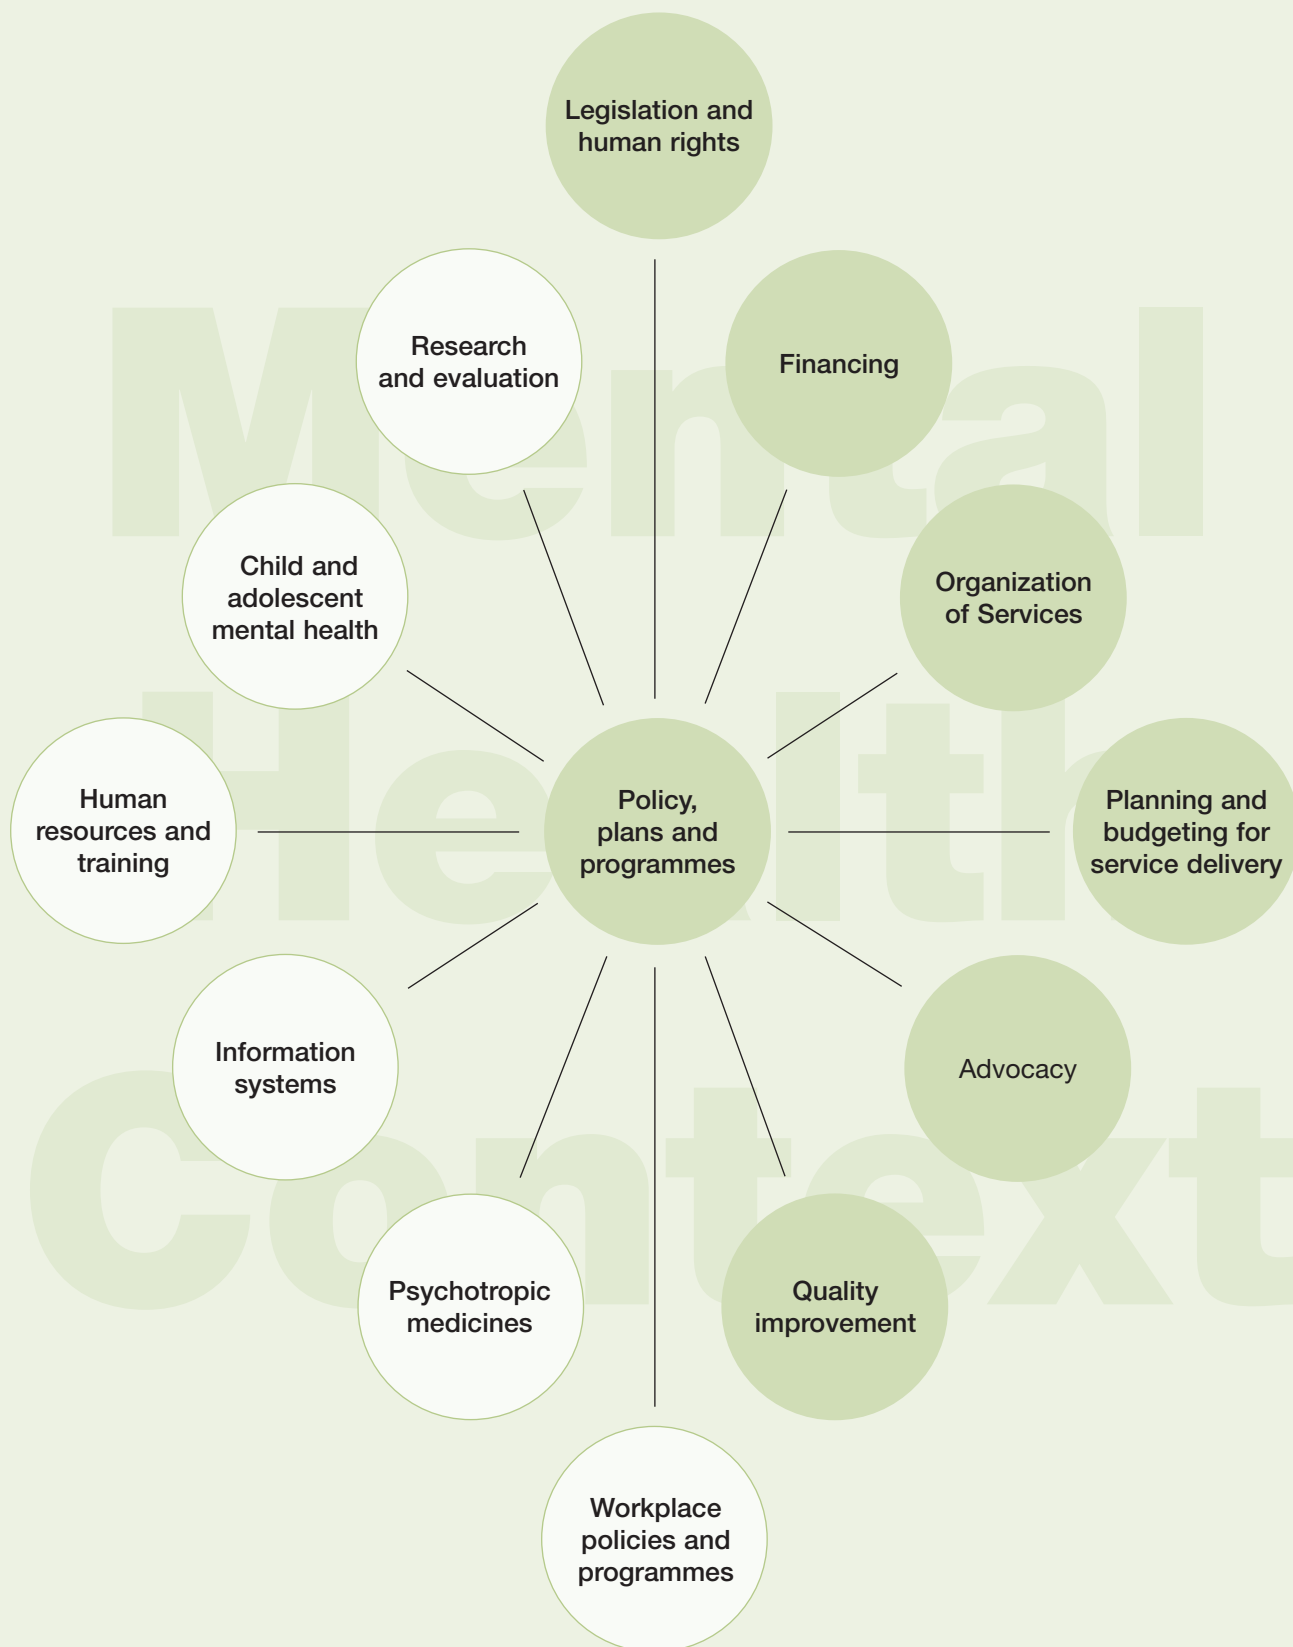 Mental
Health
Context
Legislation and
human rights
Research
and evaluation
Financing
Child and
adolescent
mental health
Organization
of Services
Human
resources and
training
Policy,
plans and
programmes
Planning and
budgeting for
service delivery
Information
systems
Advocacy
Psychotropic
medicines
Quality
improvement
Workplace
policies and
programmes